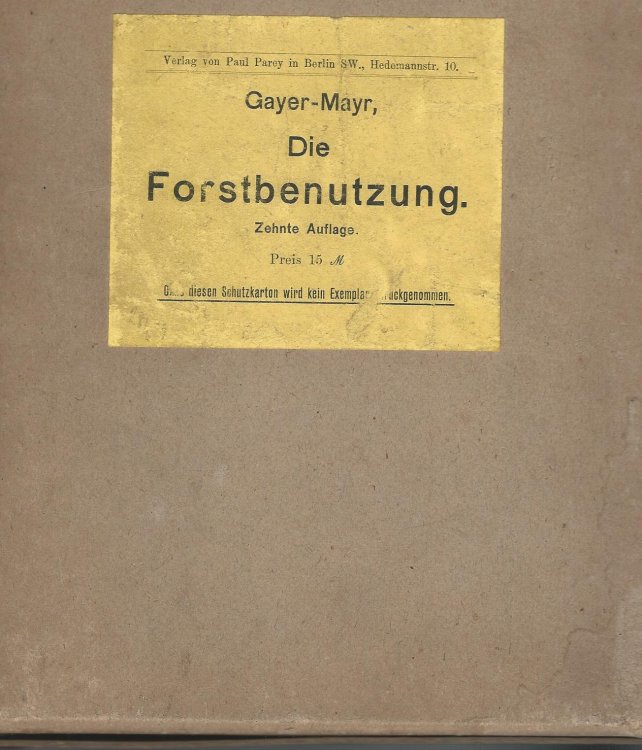 Verlag von Paul Parey in Berlin SW., Hedemannstr. 10.
Gayer-Mayr,
Die
Forstbenutzung.
Zehnte Auflage.
Preis 15 ℳ
diesen Schutzkarton wird kein